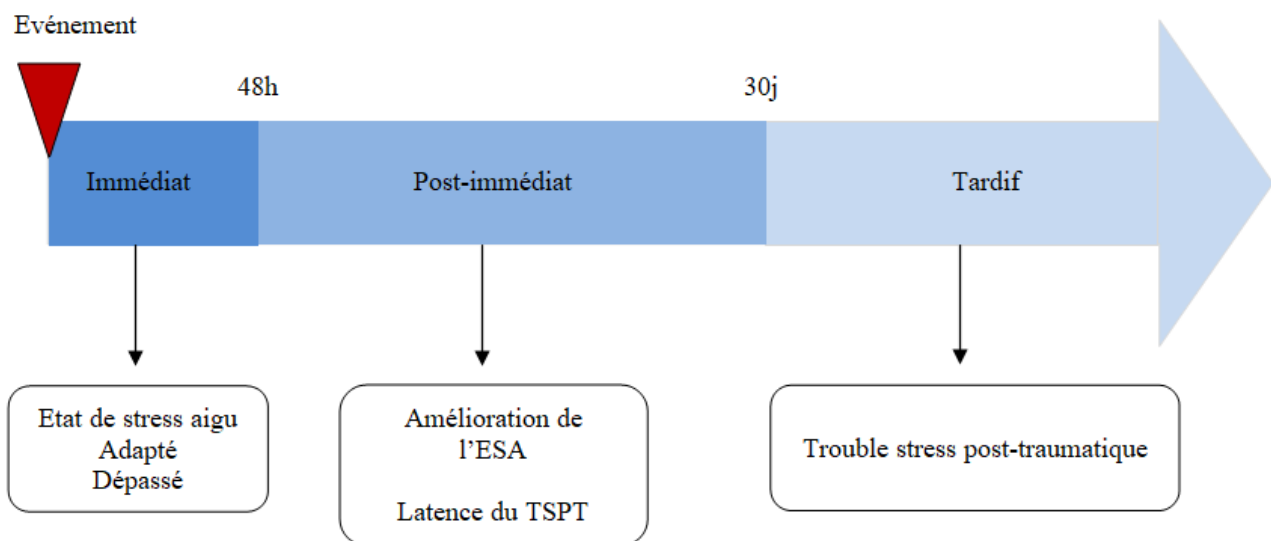 Evénement
48h
30j
Immédiat
Post-immédiat
Tardif
Etat de stress aigu
Adapté
Dépassé
Amélioration de
l’ESA
Latence du TSPT
Trouble stress post-traumatique